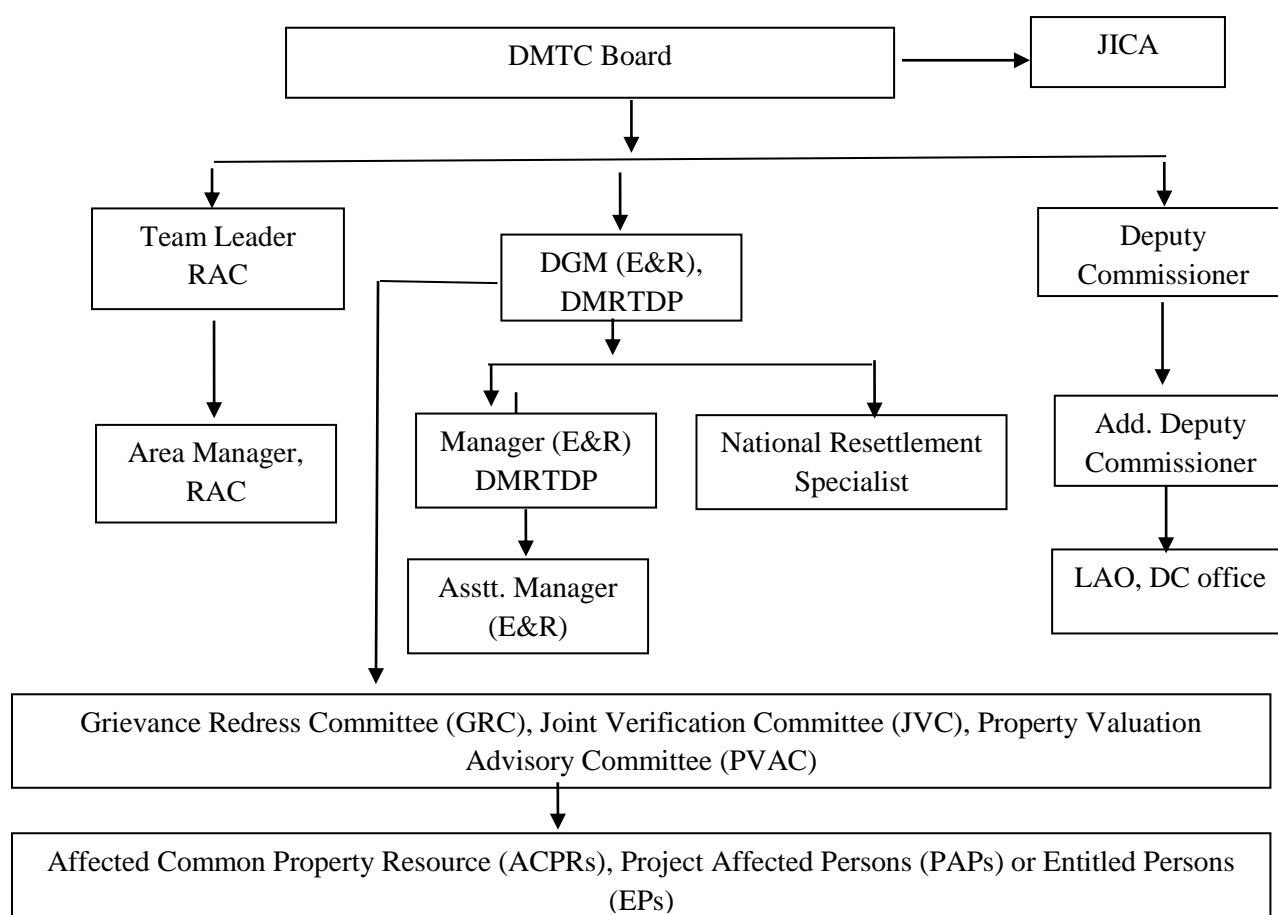 DMTC Board
JICA
Team Leader
RAC
DGM (E&R),
DMRTDP
Deputy
Commissioner
Area Manager,
RAC
Manager (E&R)
DMRTDP
National Resettlement
Specialist
Add. Deputy
Commissioner
Asstt. Manager
(E&R)
LAO, DC office
Grievance Redress Committee (GRC), Joint Verification Committee (JVC), Property Valuation
Advisory Committee (PVAC)
Affected Common Property Resource (ACPRs), Project Affected Persons (PAPs) or Entitled Persons
(EPs)